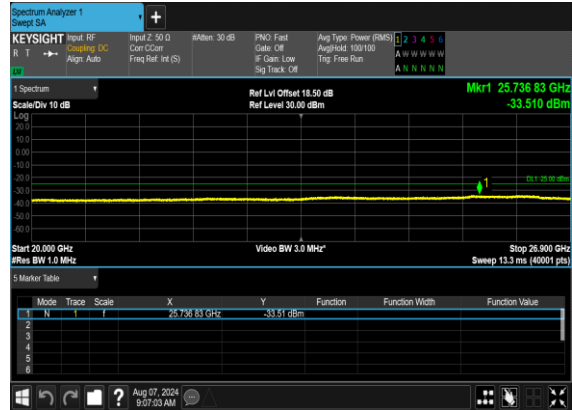 Spectrum Analyzer 1
Swept SA
+
KEYSIGHT
R T
Input: RF
Coupling: DC
Align: Auto
Input Z: 50 Ω
Corr CCorr
Freq Ref: Int (S)
#Atten: 30 dB
PNO: Fast
Gate: Off
IF Gain: Low
Sig Track: Off
Avg Type: Power (RMS)
Avg|Hold: 100/100
Trig: Free Run
1 2 3 4 5 6
A W W W W W
A N N N N N
1 Spectrum
Scale/Div 10 dB
Ref Lvl Offset 18.50 dB
Ref Level 30.00 dBm
Mkr1 25.736 83 GHz
-33.510 dBm
Log
20.0
10.0
0.00
-10.0
-20.0
-30.0
-40.0
-50.0
-60.0
1
DL1 -25.00 dBm
Start 20.000 GHz
#Res BW 1.0 MHz
Video BW 3.0 MHz*
Stop 26.900 GHz
Sweep 13.3 ms (40001 pts)
5 Marker Table
Mode Trace Scale X Y Function Function Width Function Value
1 N 1 f 25.736 83 GHz -33.51 dBm
2
3
4
5
6
?
Aug 07, 2024
9:07:03 AM